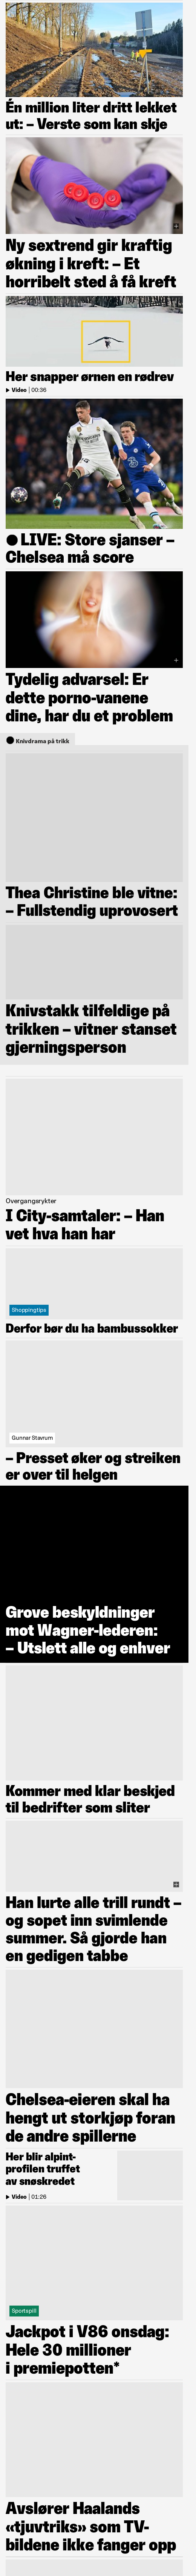 Én million liter dritt lekket
ut: – Verste som kan skje
Ny sextrend gir kraftig
økning i kreft: – Et
horribelt sted å få kreft
Her snapper ørnen en rødrev
Video | 00:36
LIVE: Store sjanser –
Chelsea må score
Tydelig advarsel: Er
dette porno-vanene
dine, har du et problem
Knivdrama på trikk
Thea Christine ble vitne:
– Fullstendig uprovosert
Knivstakk tilfeldige på
trikken – vitner stanset
gjerningsperson
Overgangarykter
I City-samtaler: – Han
vet hva han har
Shoppingtips
Derfor bør du ha bambussokker
Gunnar Stavrum
– Presset øker og streiken
er over til helgen
Grove beskyldninger
mot Wagner-lederen:
– Utslett alle og enhver
Kommer med klar beskjed
til bedrifter som sliter
Han lurte alle trill rundt –
og sopet inn svimlende
summer. Så gjorde han
en gedigen tabbe
Chelsea-eieren skal ha
hengt ut storkjøp foran
de andre spillerne
Her blir alpint-
profilen truffet
av snøskredet
Video | 01:26
Sportspill
Jackpot i V86 onsdag:
Hele 30 millioner
i premiepotten*
Avslører Haalands
«tjuvtriks» som TV-
bildene ikke fanger opp